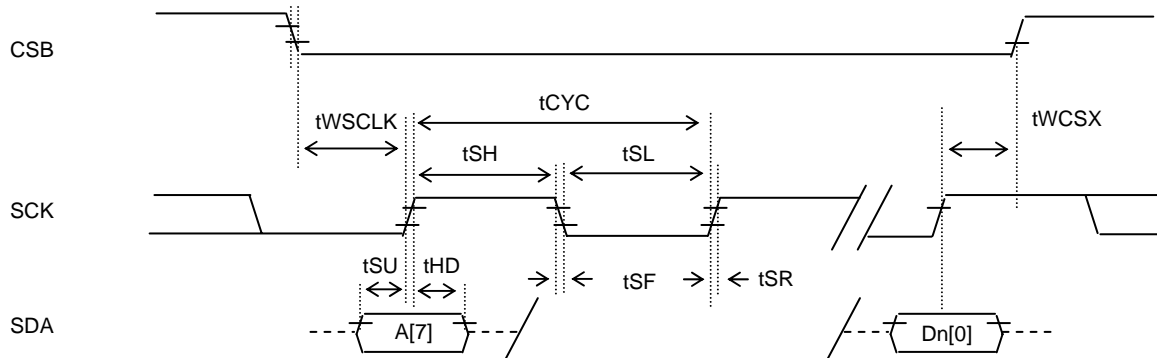 CSB
tCYC
tWSCLK
tWCSX
tSH
tSL
SCK
tSU
tHD
tSF
tSR
SDA
A[7]
Dn[0]